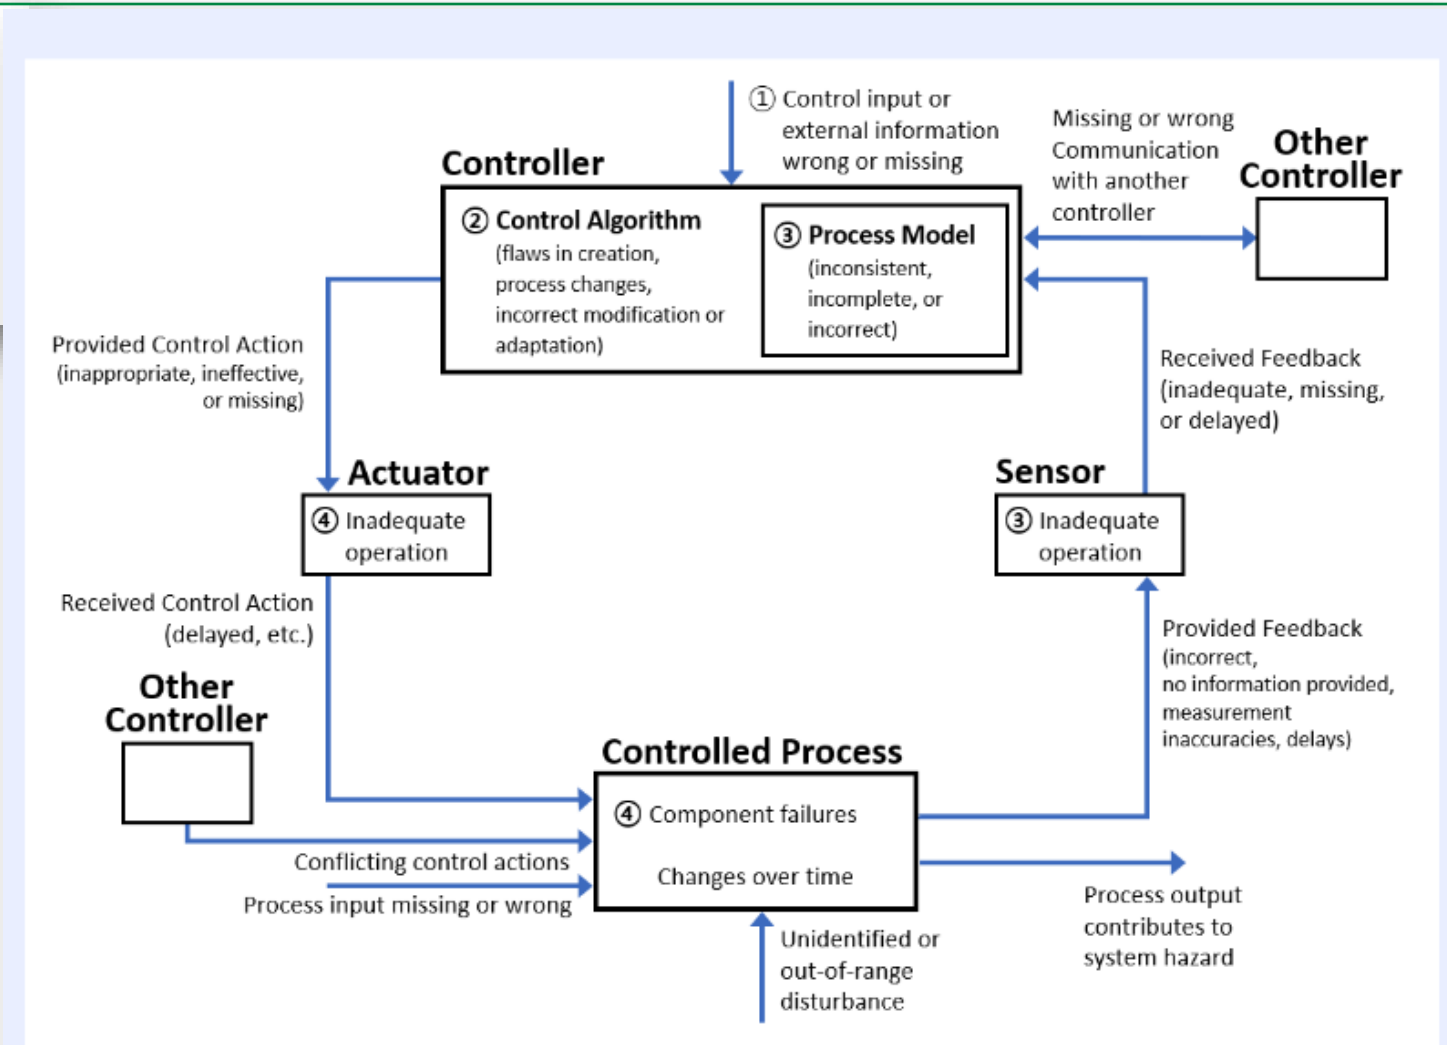 ① Control input or
external information
wrong or missing
Missing or wrong
Communication
with another
controller
Other
Controller
Controller
② Control Algorithm
(flaws in creation,
process changes,
incorrect modification or
adaptation)
③ Process Model
(inconsistent,
incomplete, or
incorrect)
Provided Control Action
(inappropriate, ineffective,
or missing)
Received Feedback
(inadequate, missing,
or delayed)
Actuator
④ Inadequate
operation
Sensor
③ Inadequate
operation
Received Control Action
(delayed, etc.)
Provided Feedback
(incorrect,
no information provided,
measurement
inaccuracies, delays)
Other
Controller
Controlled Process
④ Component failures
Changes over time
Conflicting control actions
Process input missing or wrong
Process output
contributes to
system hazard
Unidentified or
out-of-range
disturbance